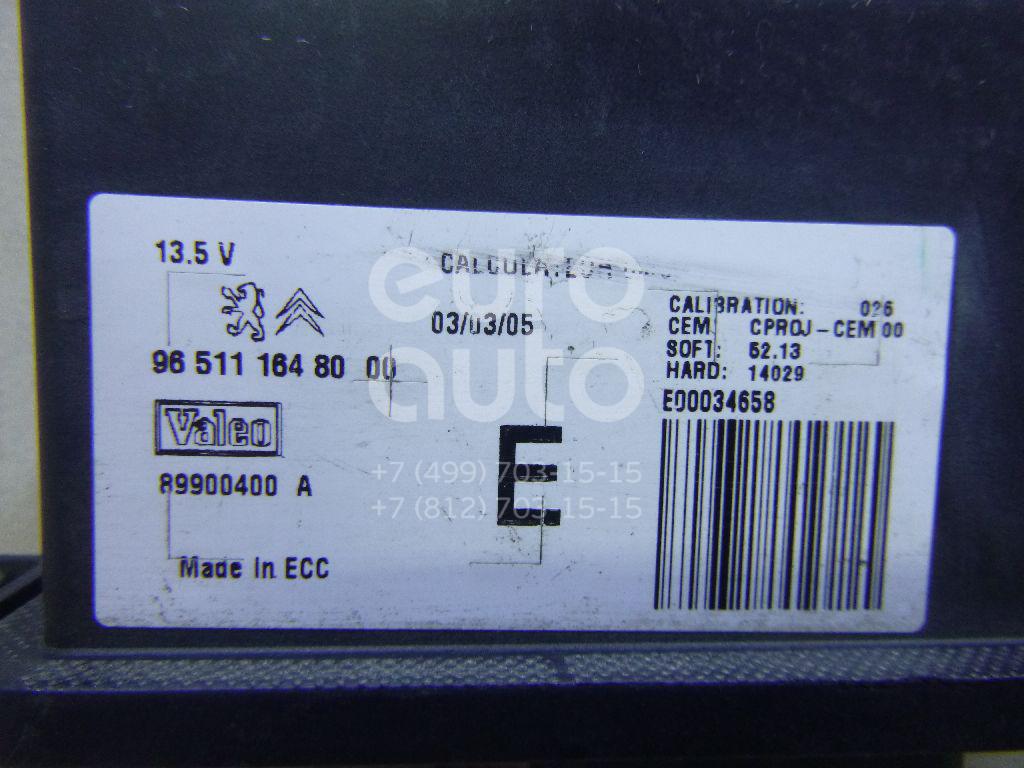 13.5 V
CALCULATEUR
03/03/05
96 511 164 80 00
Valeo
89900400 A
Made In ECC
E
CALIBRATION: 026
CEM CPROJ-CEM 00
SOFT: 52.13
HARD: 14029
E00034658
euro
auto
+7 (499) 703-15-15
+7 (812) 703-15-15